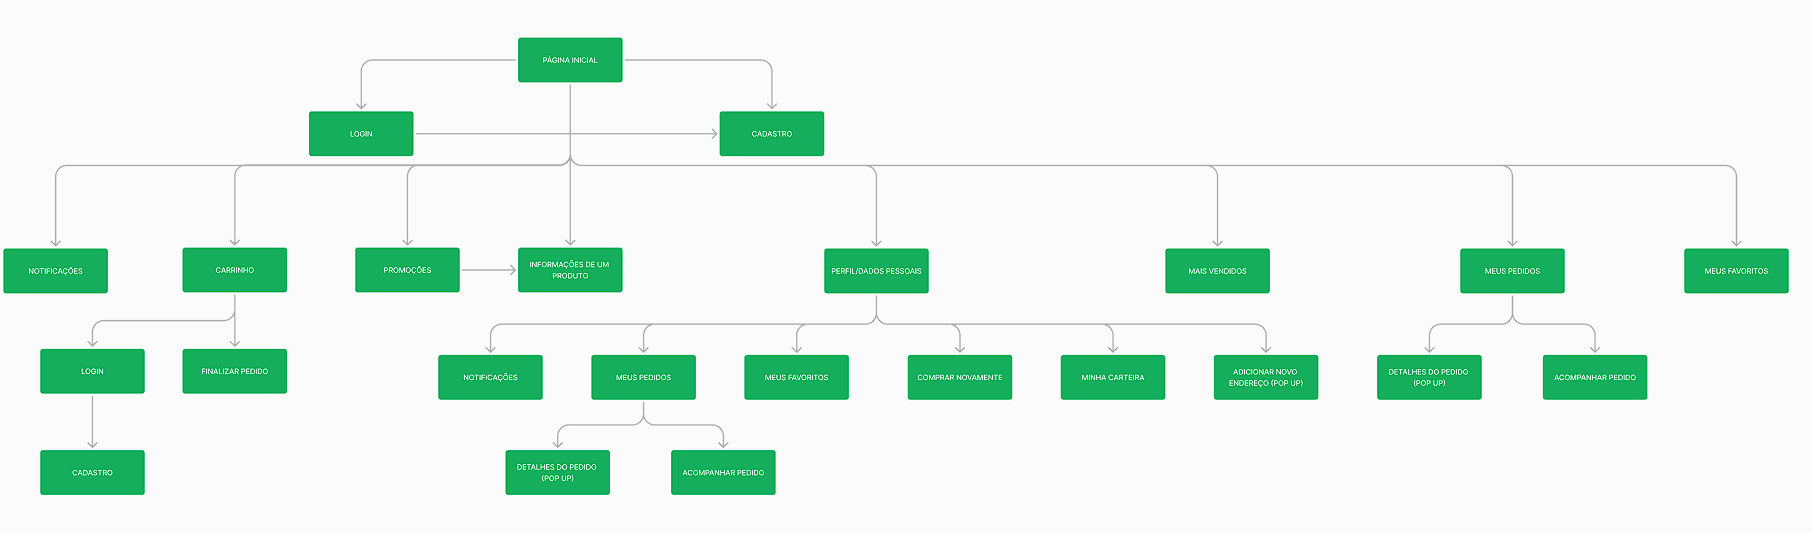 PÁGINA INICIAL
LOGIN
CADASTRO
NOTIFICAÇÕES
CARRINHO
PROMOÇÕES
INFORMAÇÕES DE UM
PRODUTO
PERFIL/DADOS PESSOAIS
MAIS VENDIDOS
MEUS PEDIDOS
MEUS FAVORITOS
LOGIN
FINALIZAR PEDIDO
NOTIFICAÇÕES
MEUS PEDIDOS
MEUS FAVORITOS
COMPRAR NOVAMENTE
MINHA CARTEIRA
ADICIONAR NOVO
ENDEREÇO (POP UP)
DETALHES DO PEDIDO
(POP UP)
ACOMPANHAR PEDIDO
CADASTRO
DETALHES DO PEDIDO
(POP UP)
ACOMPANHAR PEDIDO